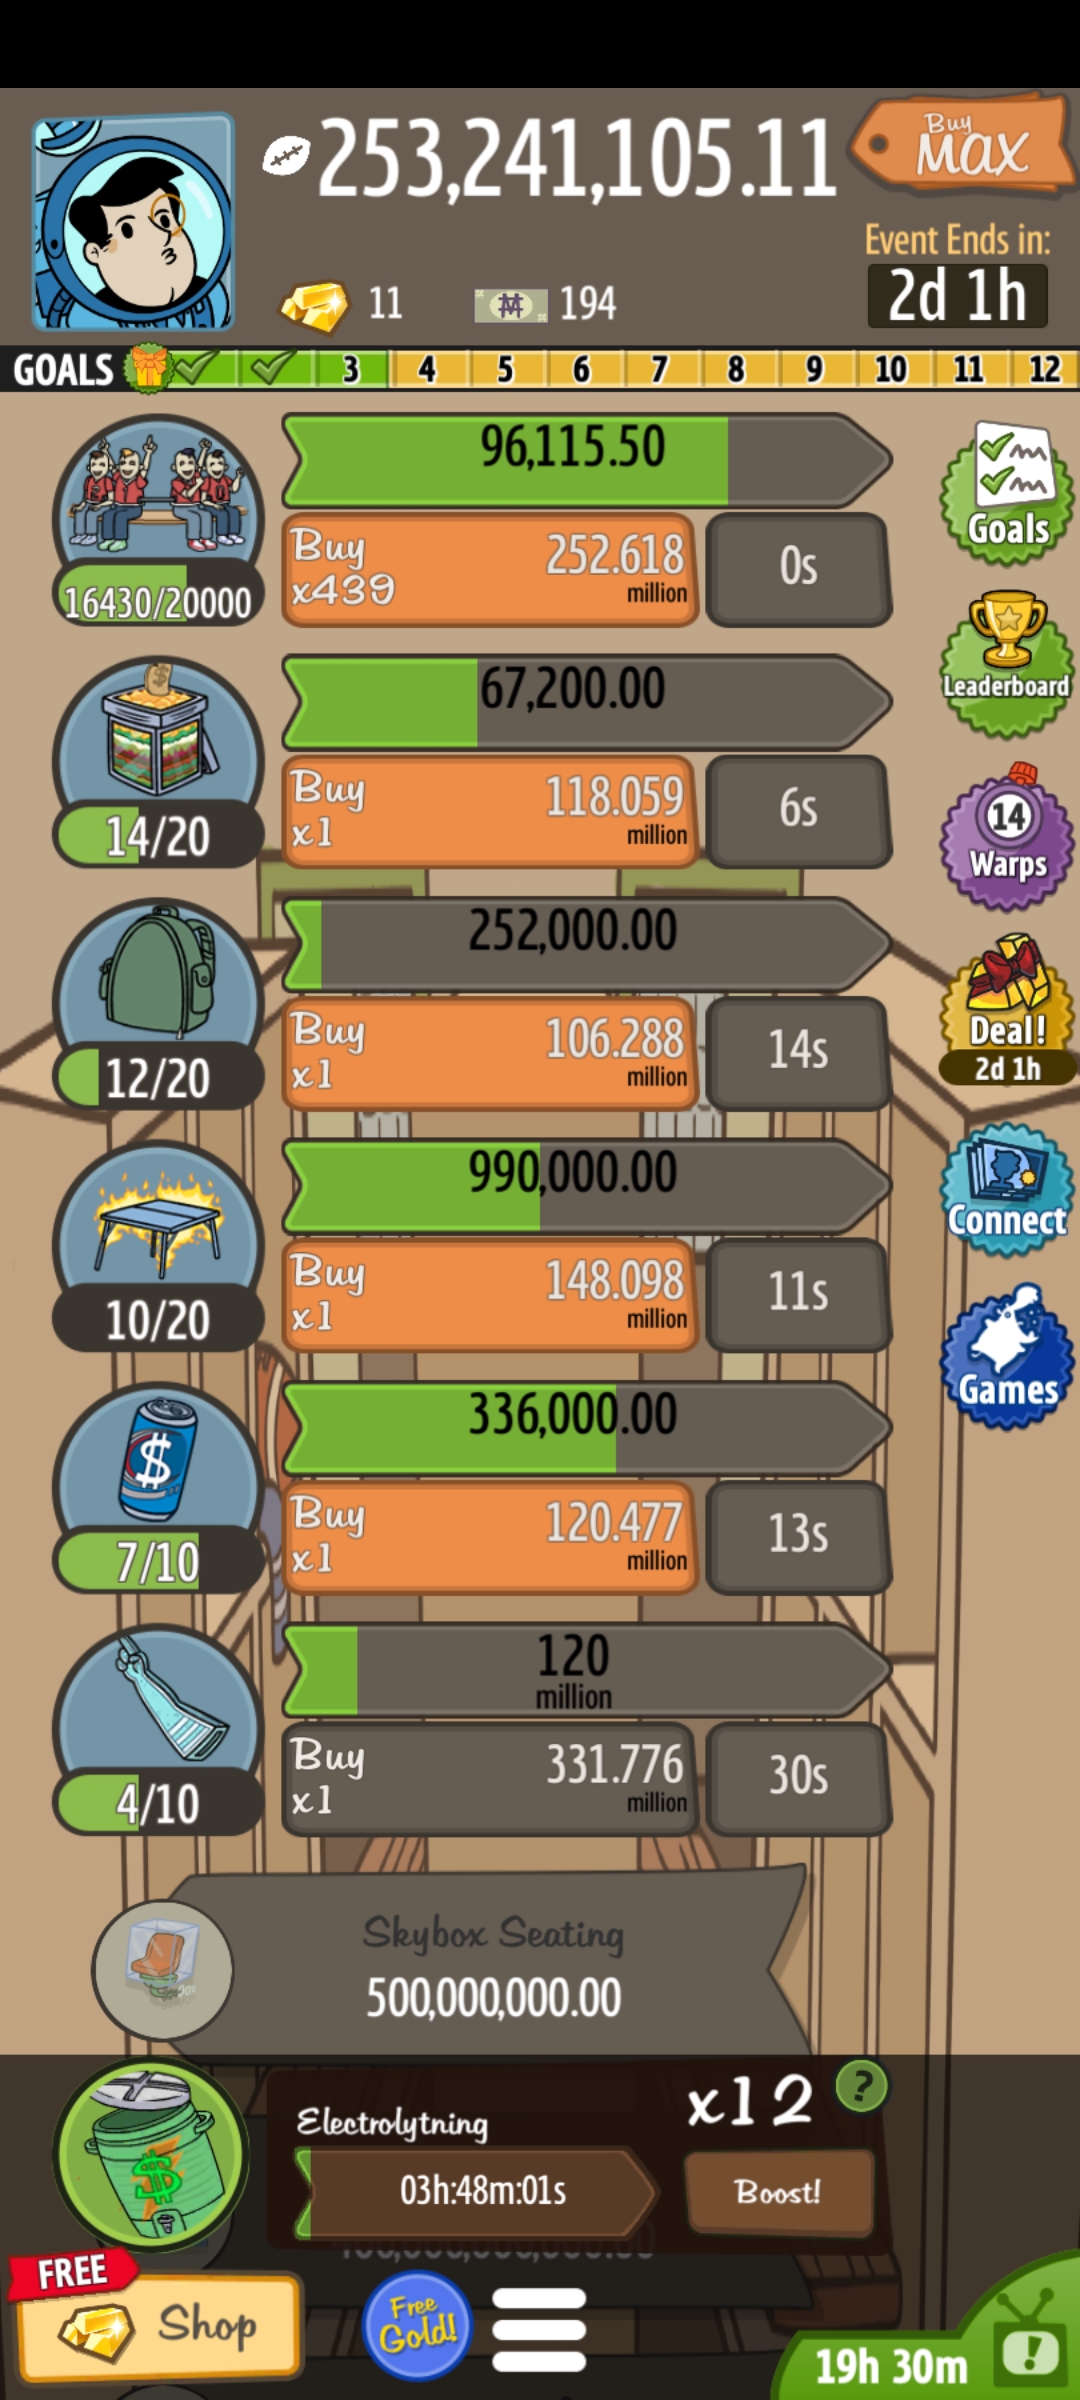 253,241,105.11
Buy
MAX
Event Ends in:
2d 1h
11
194
GOALS 3 4 5 6 7 8 9 10 11 12
96,115.50
Buy
x439
252.618
million
0s
16430/20000
Goals
67,200.00
Buy
x1
118.059
million
6s
14/20
Leaderboard
252,000.00
Buy
x1
106.288
million
14s
12/20
14
Warps
990,000.00
Buy
x1
148.098
million
11s
10/20
Deal!
2d 1h
336,000.00
Buy
x1
120.477
million
13s
7/10
Connect
120
million
Buy
x1
331.776
million
30s
4/10
Games
Skybox Seating
500,000,000.00
Electrolytning
x12
?
03h:48m:01s
Boost!
FREE
Shop
Free
Gold!
19h 30m